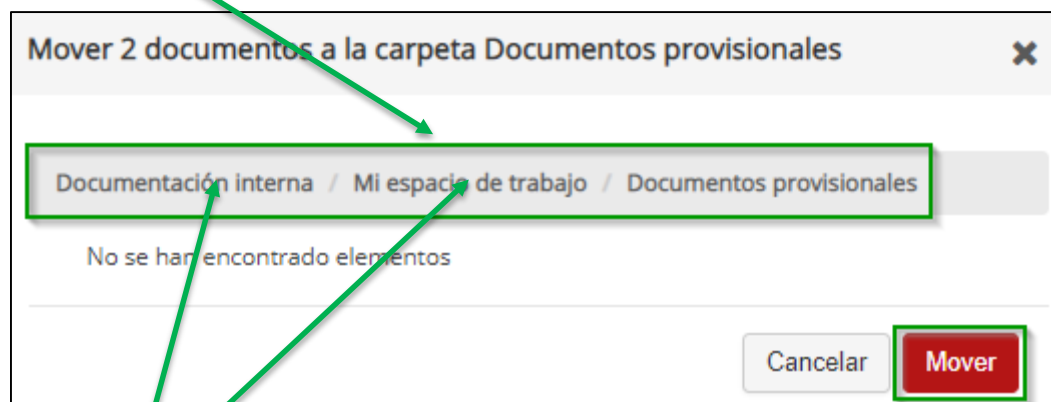 Mover 2 documentos a la carpeta Documentos provisionales
Documentación interna / Mi espacio de trabajo / Documentos provisionales
No se han encontrado elementos
Cancelar Mover